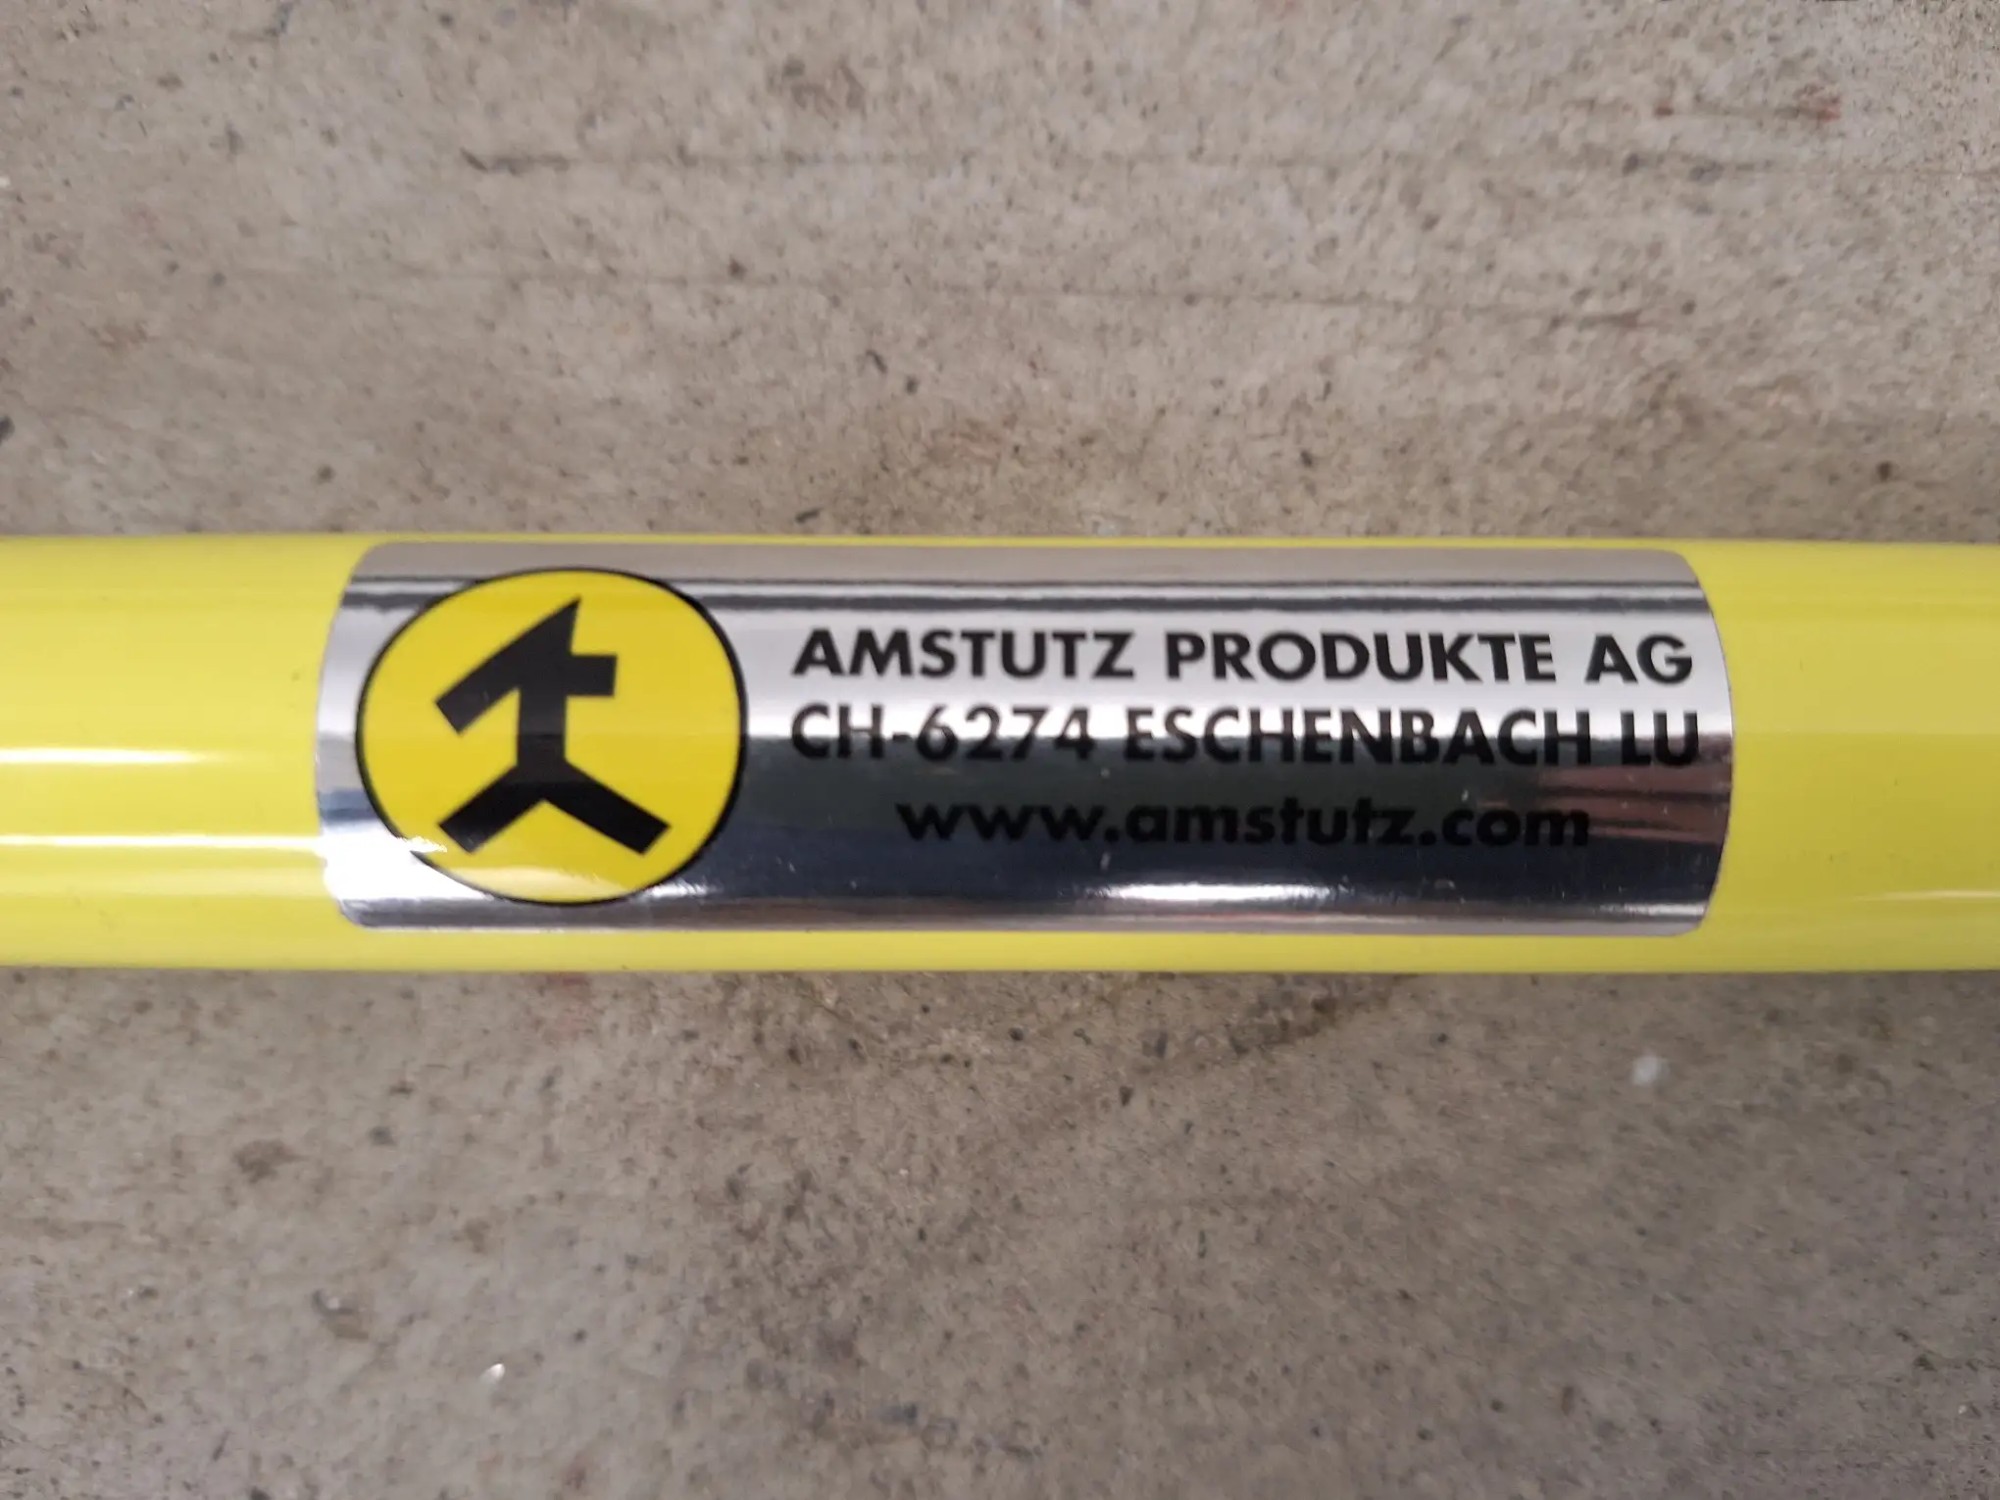 AMSTUTZ PRODUKTE AG
CH-6274 ESCHENBACH LU
www.amstutz.com